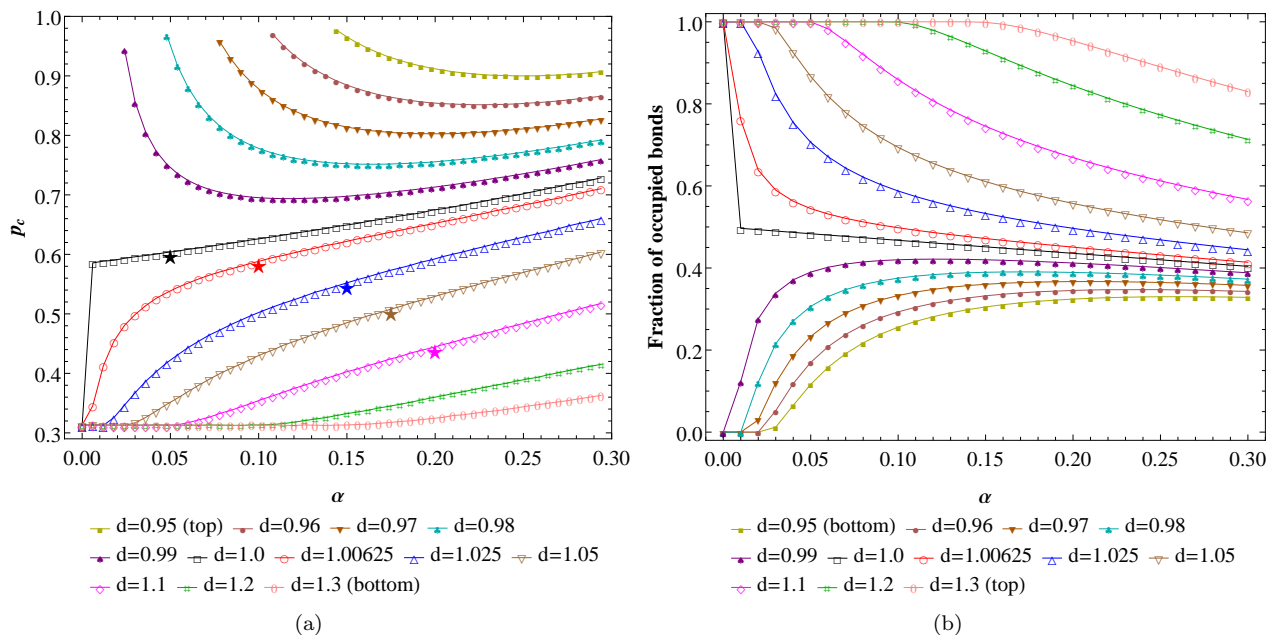 1.0
0.9
0.8
0.7
0.6
0.5
0.4
0.3
p_c
0.00 0.05 0.10 0.15 0.20 0.25 0.30
α
d=0.95 (top) d=0.96 d=0.97 d=0.98
d=0.99 d=1.0 d=1.00625 d=1.025 d=1.05
d=1.1 d=1.2 d=1.3 (bottom)
(a)
1.0
0.8
0.6
0.4
0.2
0.0
Fraction of occupied bonds
0.00 0.05 0.10 0.15 0.20 0.25 0.30
α
d=0.95 (bottom) d=0.96 d=0.97 d=0.98
d=0.99 d=1.0 d=1.00625 d=1.025 d=1.05
d=1.1 d=1.2 d=1.3 (top)
(b)